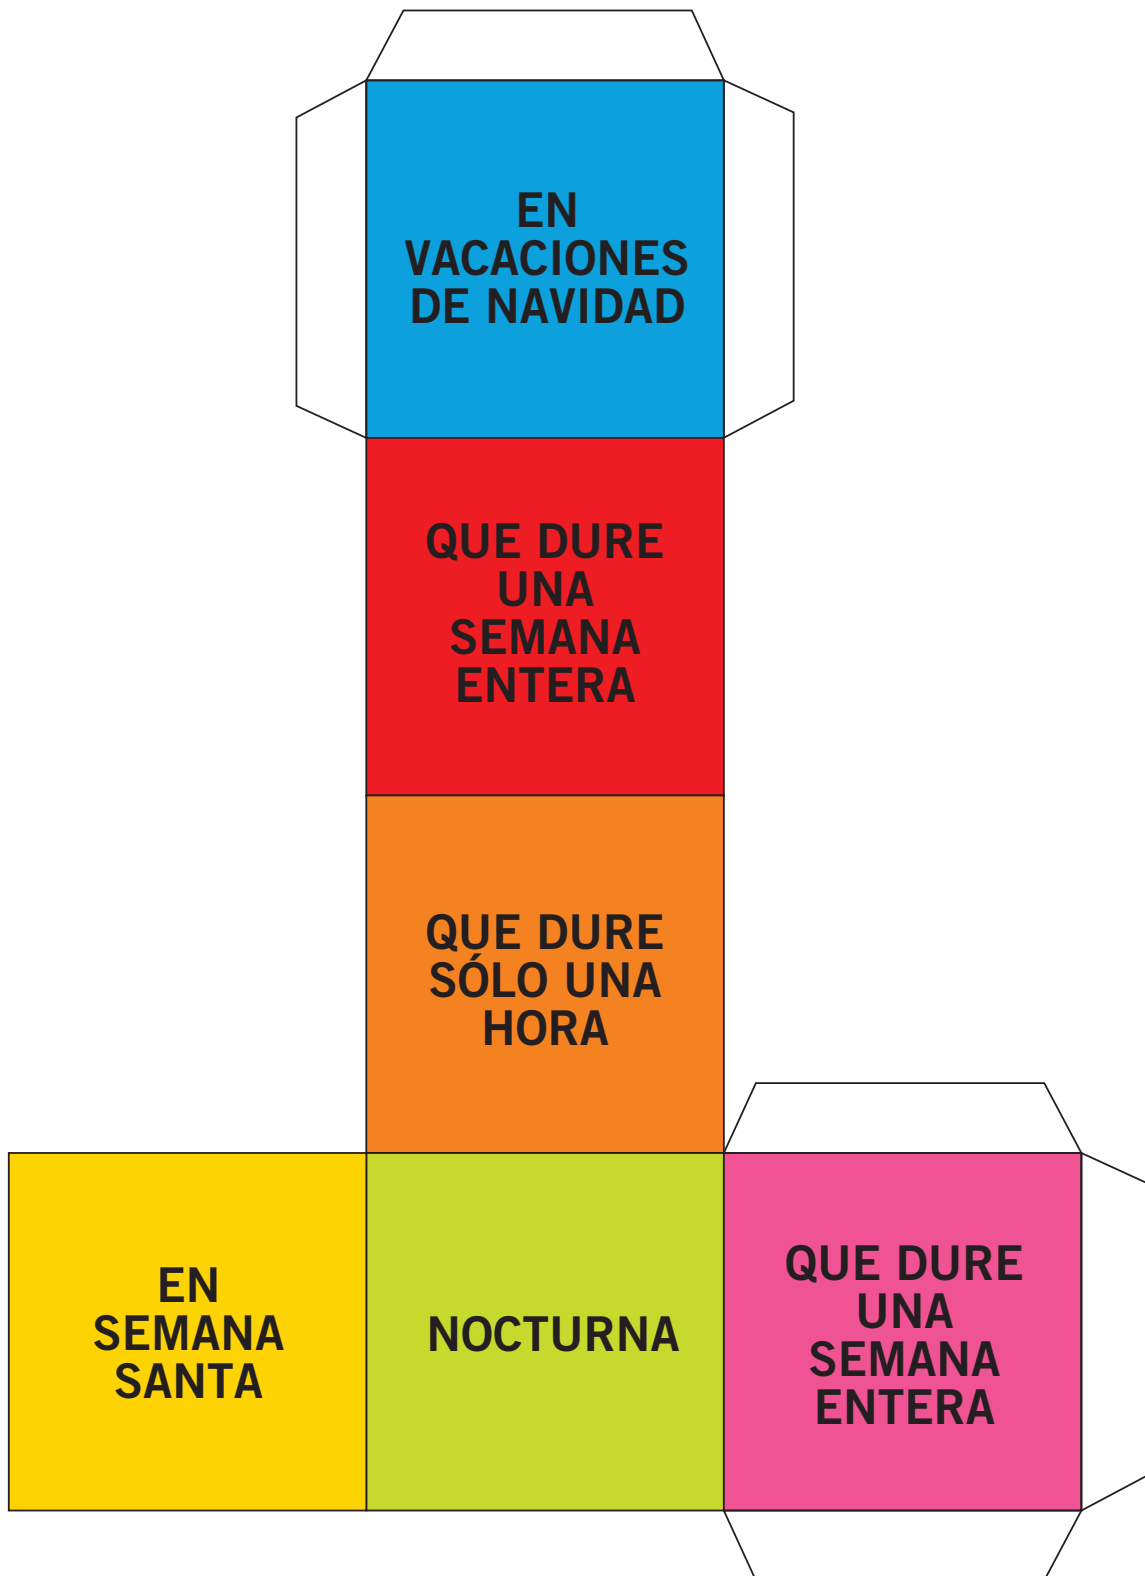 EN
VACACIONES
DE NAVIDAD
QUE DURE
UNA
SEMANA
ENTERA
QUE DURE
SÓLO UNA
HORA
EN
SEMANA
SANTA
NOCTURNA
QUE DURE
UNA
SEMANA
ENTERA